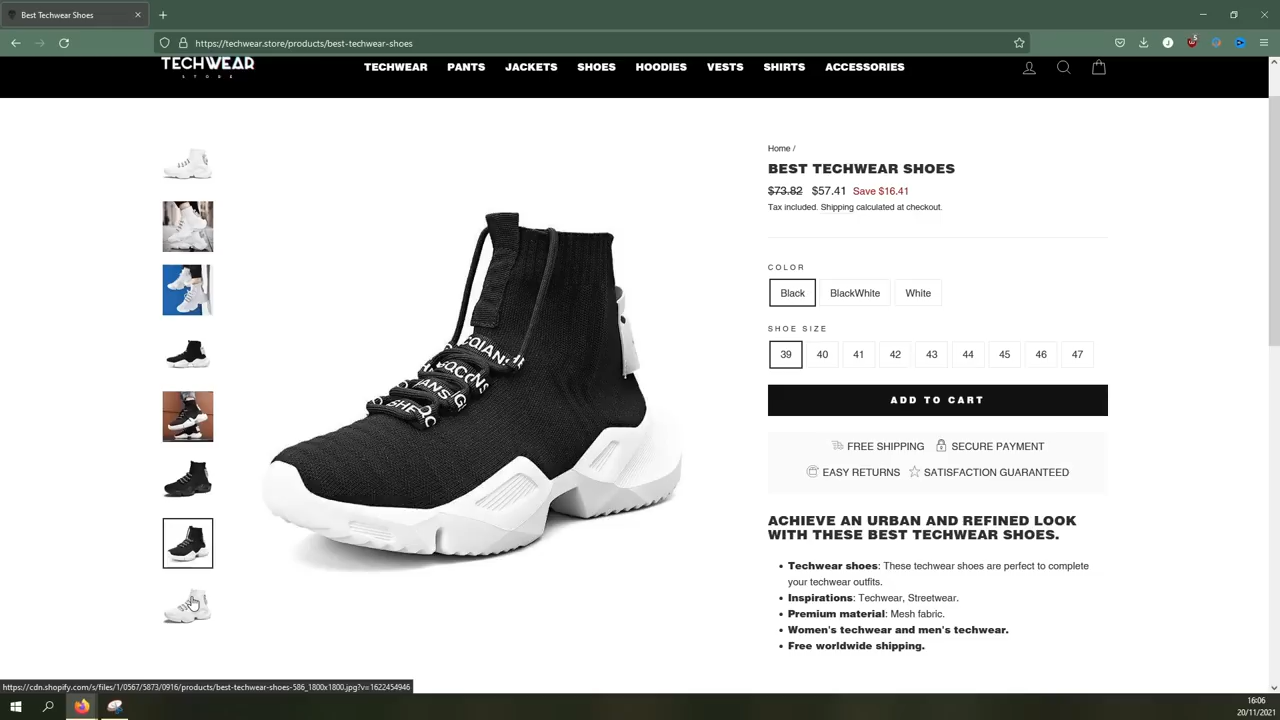 Best Techwear Shoes
https://techwear.store/products/best-techwear-shoes
5
TECHWEAR
STORE
TECHWEAR PANTS JACKETS SHOES HOODIES VESTS SHIRTS ACCESSORIES
Home /
BEST TECHWEAR SHOES
$73.82 $57.41 Save $16.41
Tax included. Shipping calculated at checkout.
COLOR
Black BlackWhite White
SHOE SIZE
39 40 41 42 43 44 45 46 47
ADD TO CART
FREE SHIPPING SECURE PAYMENT
EASY RETURNS SATISFACTION GUARANTEED
ACHIEVE AN URBAN AND REFINED LOOK
WITH THESE BEST TECHWEAR SHOES.
• Techwear shoes: These techwear shoes are perfect to complete
your techwear outfits.
• Inspirations: Techwear, Streetwear.
• Premium material: Mesh fabric.
• Women's techwear and men's techwear.
• Free worldwide shipping.
https://cdn.shopify.com/s/files/1/0567/5873/0916/products/best-techwear-shoes-586_1800x1800.jpg?v=1622454946
16:06
20/11/2021